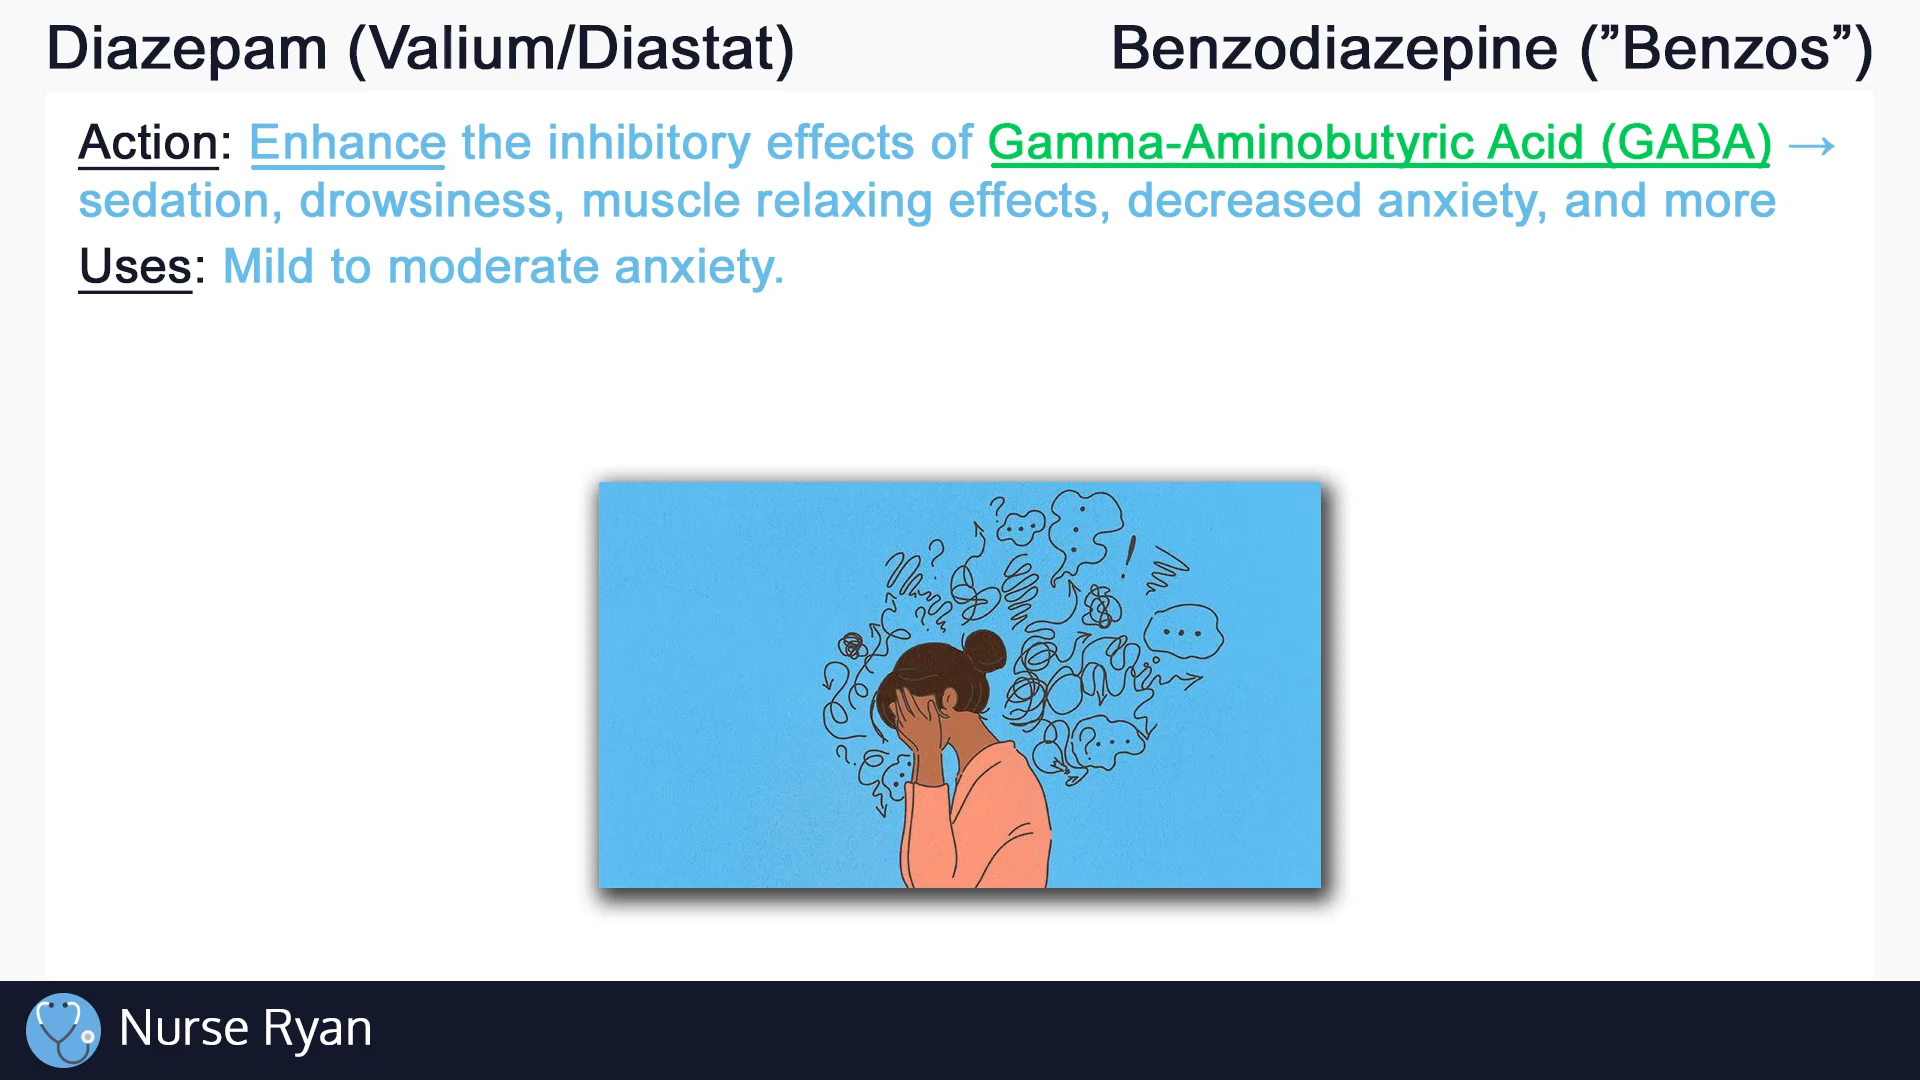 Diazepam (Valium/Diastat)
Benzodiazepine (”Benzos”)
Action: Enhance the inhibitory effects of Gamma-Aminobutyric Acid (GABA) →
sedation, drowsiness, muscle relaxing effects, decreased anxiety, and more
Uses: Mild to moderate anxiety.
Nurse Ryan